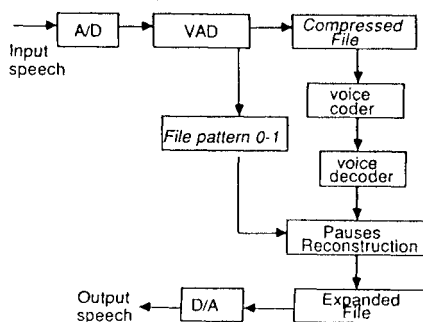 A/D
VAD
Compressed
File
Input
speech
voice
coder
File pattern 0-1
voice
decoder
Pauses
Reconstruction
Output
speech
D/A
Expanded
File